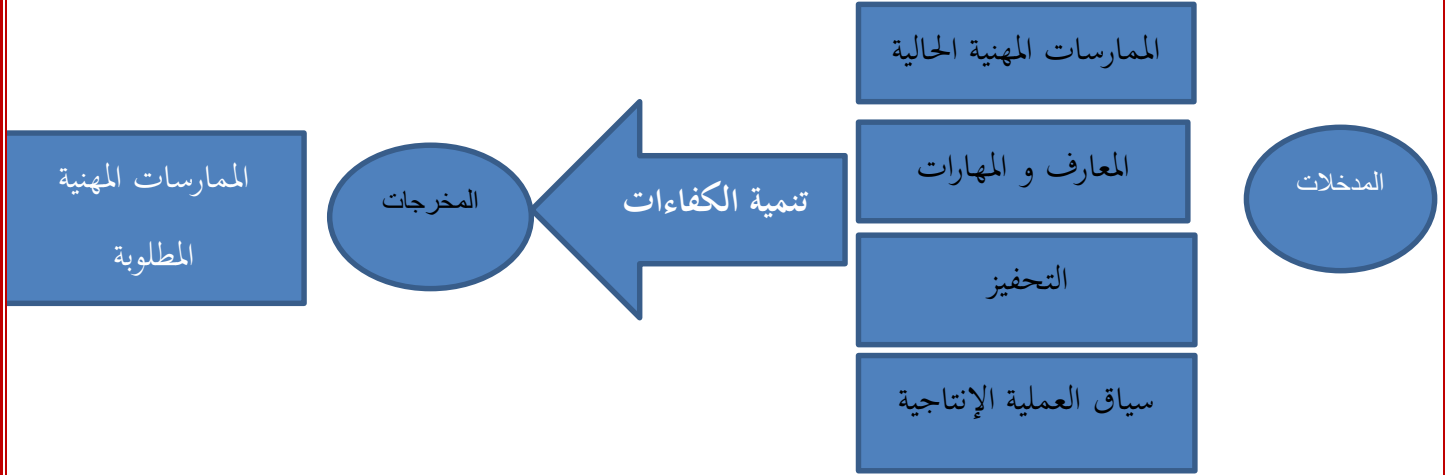 المدخلات
الممارسات المهنية الحالية
المعارف و المهارات
التحفيز
سياق العملية الإنتاجية
تنمية الكفاءات
المخرجات
الممارسات المهنية
المطلوبة